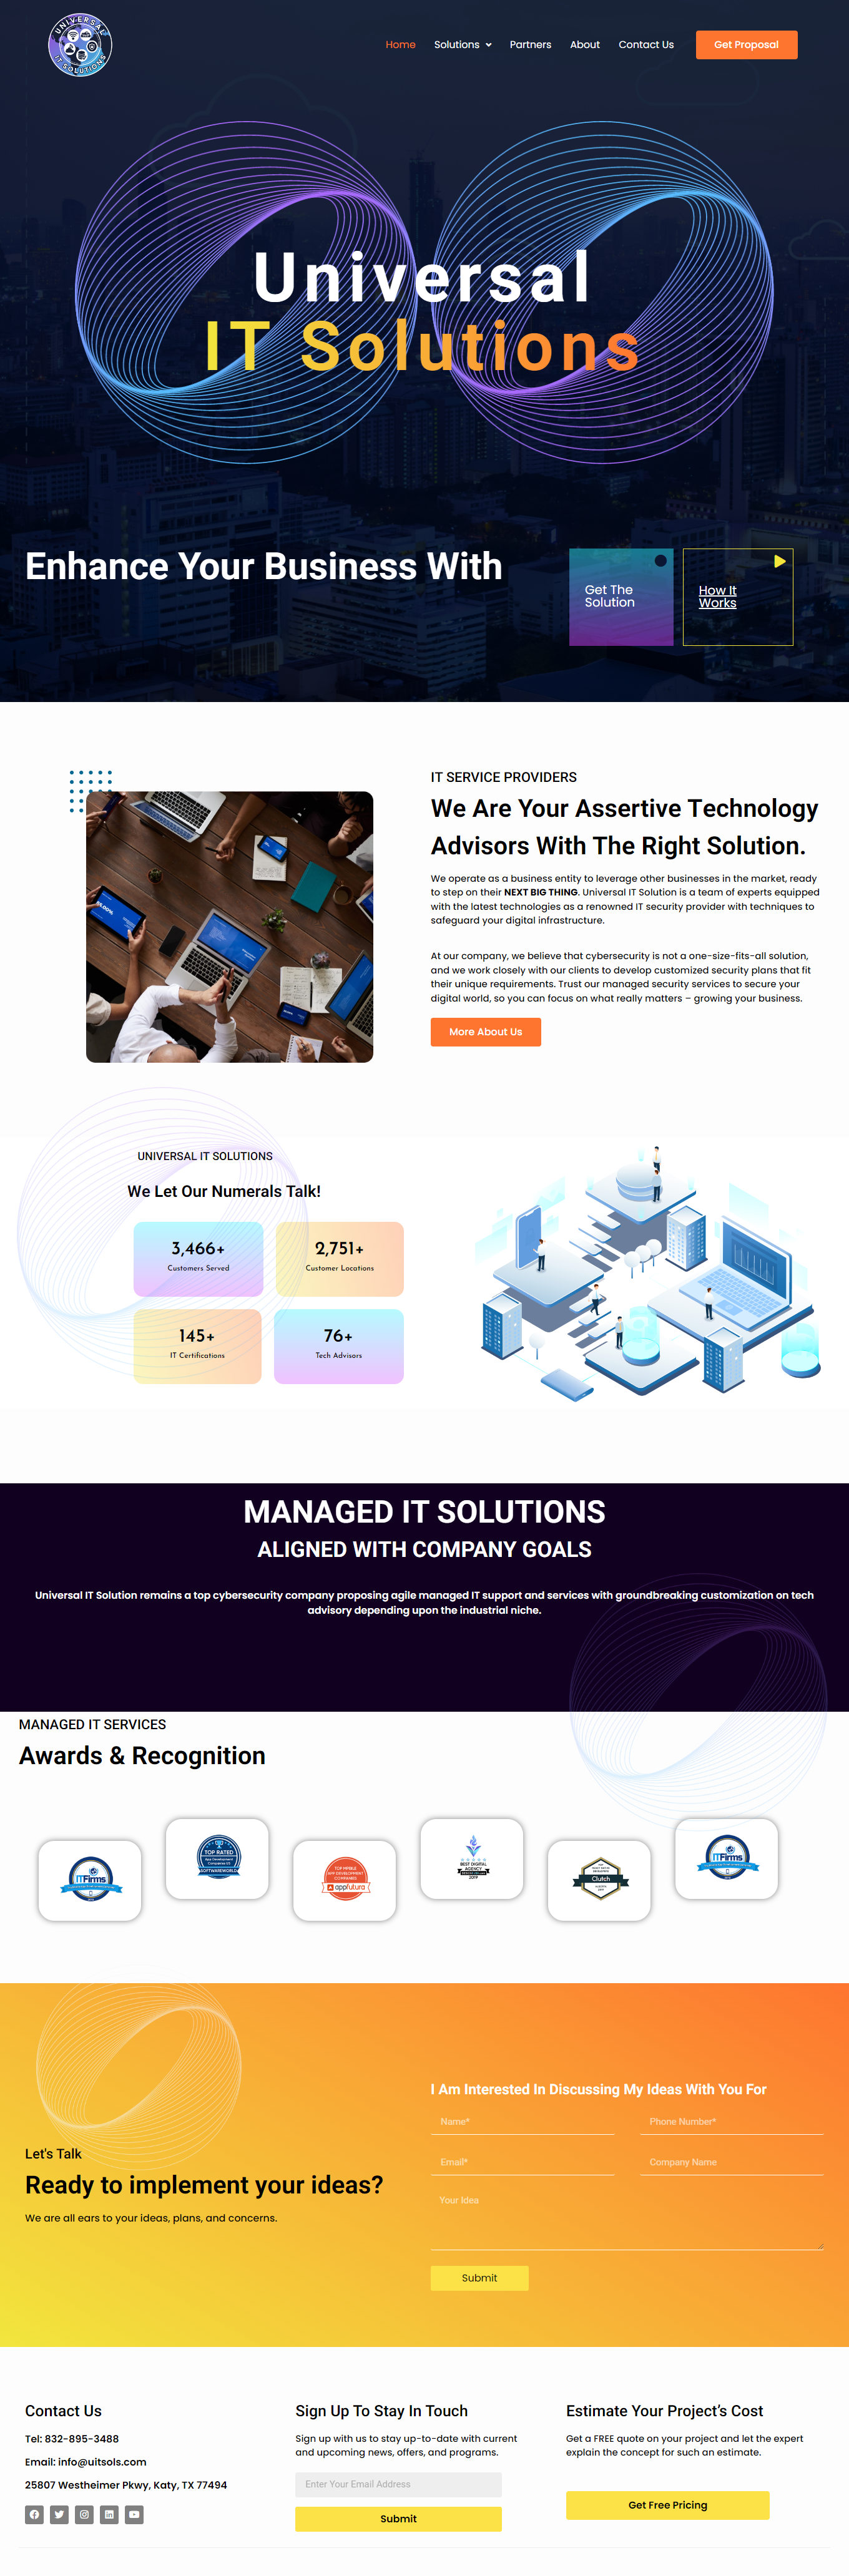 UNIVERSAL
IT SOLUTIONS
Home
Solutions
Partners
About
Contact Us
Get Proposal
Universal
IT Solutions
Enhance Your Business With
Get The
Solution
How It
Works
IT SERVICE PROVIDERS
We Are Your Assertive Technology
Advisors With The Right Solution.
We operate as a business entity to leverage other businesses in the market, ready
to step on their NEXT BIG THING. Universal IT Solution is a team of experts equipped
with the latest technologies as a renowned IT security provider with techniques to
safeguard your digital infrastructure.
At our company, we believe that cybersecurity is not a one-size-fits-all solution,
and we work closely with our clients to develop customized security plans that fit
their unique requirements. Trust our managed security services to secure your
digital world, so you can focus on what really matters – growing your business.
More About Us
UNIVERSAL IT SOLUTIONS
We Let Our Numerals Talk!
3,466+
Customers Served
2,751+
Customer Locations
145+
IT Certifications
76+
Tech Advisors
MANAGED IT SOLUTIONS
ALIGNED WITH COMPANY GOALS
Universal IT Solution remains a top cybersecurity company proposing agile managed IT support and services with groundbreaking customization on tech
advisory depending upon the industrial niche.
MANAGED IT SERVICES
Awards & Recognition
ITFirms
TOP RATED
SOFTWAREWORLD
TOP MOBILE
APP DEVELOPMENT
COMPANIES
appfutura
BEST DIGITAL
AGENCY
2019
Clutch
ITFirms
I Am Interested In Discussing My Ideas With You For
Name*
Phone Number*
Email*
Company Name
Your Idea
Submit
Let's Talk
Ready to implement your ideas?
We are all ears to your ideas, plans, and concerns.
Contact Us
Tel: 832-895-3488
Email: info@uitsols.com
25807 Westheimer Pkwy, Katy, TX 77494
Sign Up To Stay In Touch
Sign up with us to stay up-to-date with current
and upcoming news, offers, and programs.
Enter Your Email Address
Submit
Estimate Your Project’s Cost
Get a FREE quote on your project and let the expert
explain the concept for such an estimate.
Get Free Pricing